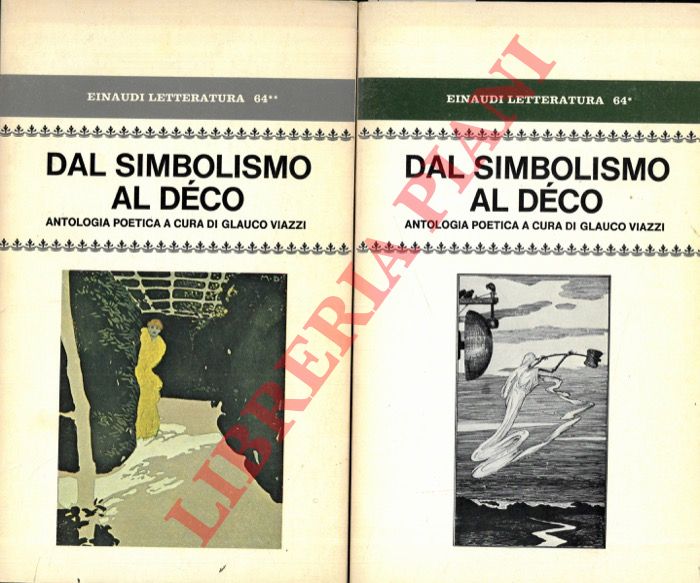 EINAUDI LETTERATURA 64**
DAL SIMBOLISMO
AL DÉCO
ANTOLOGIA POETICA A CURA DI GLAUCO VIAZZI
M·D
EINAUDI LETTERATURA 64*
DAL SIMBOLISMO
AL DÉCO
ANTOLOGIA POETICA A CURA DI GLAUCO VIAZZI
LIBRERIA PIANI